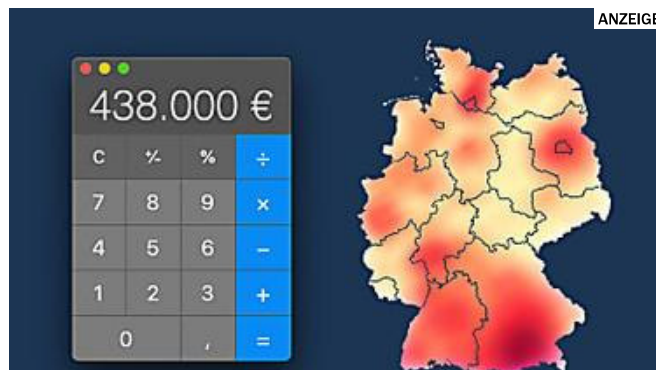 ANZEIGE
438.000 €
C +⁄- % ÷
7 8 9 ×
4 5 6 −
1 2 3 +
0 , =